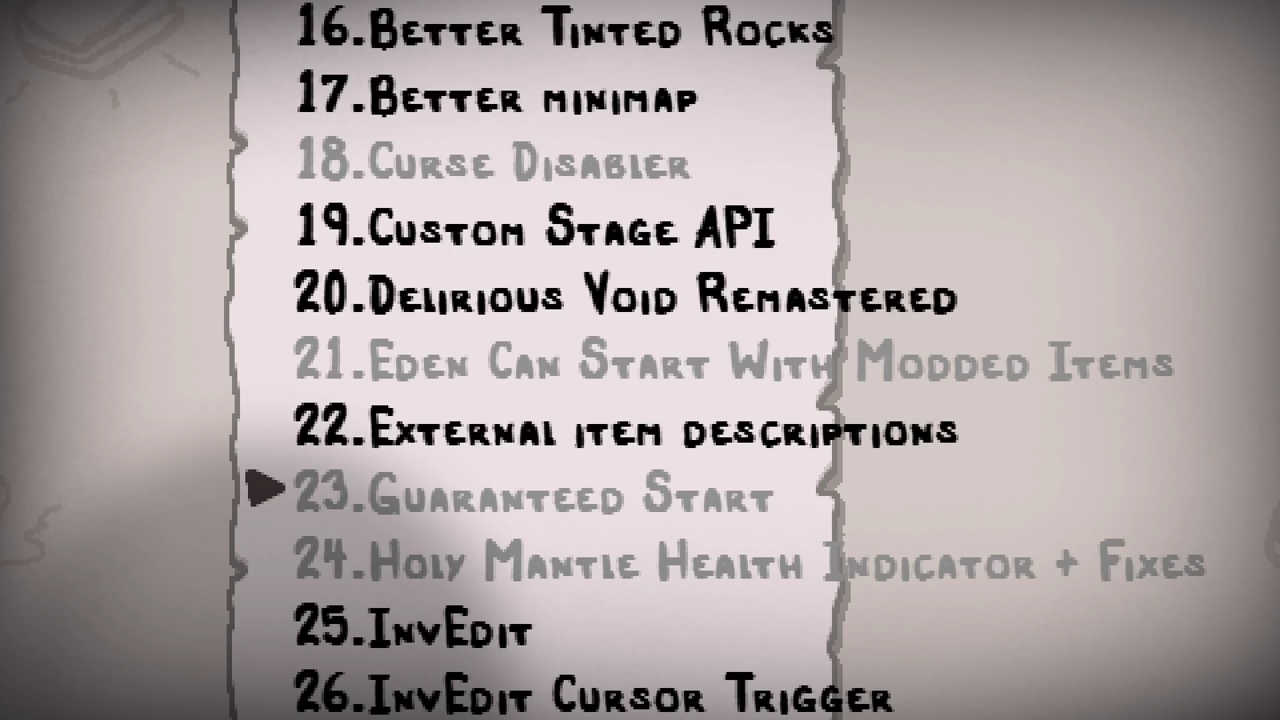 16.Better Tinted Rocks
17.Better minimap
18.Curse Disabler
19.Custom Stage API
20.Delirious Void Remastered
21.Eden Can Start With Modded Items
22.External item descriptions
23.Guaranteed Start
24.Holy Mantle Health Indicator + Fixes
25.InvEdit
26.InvEdit Cursor Trigger